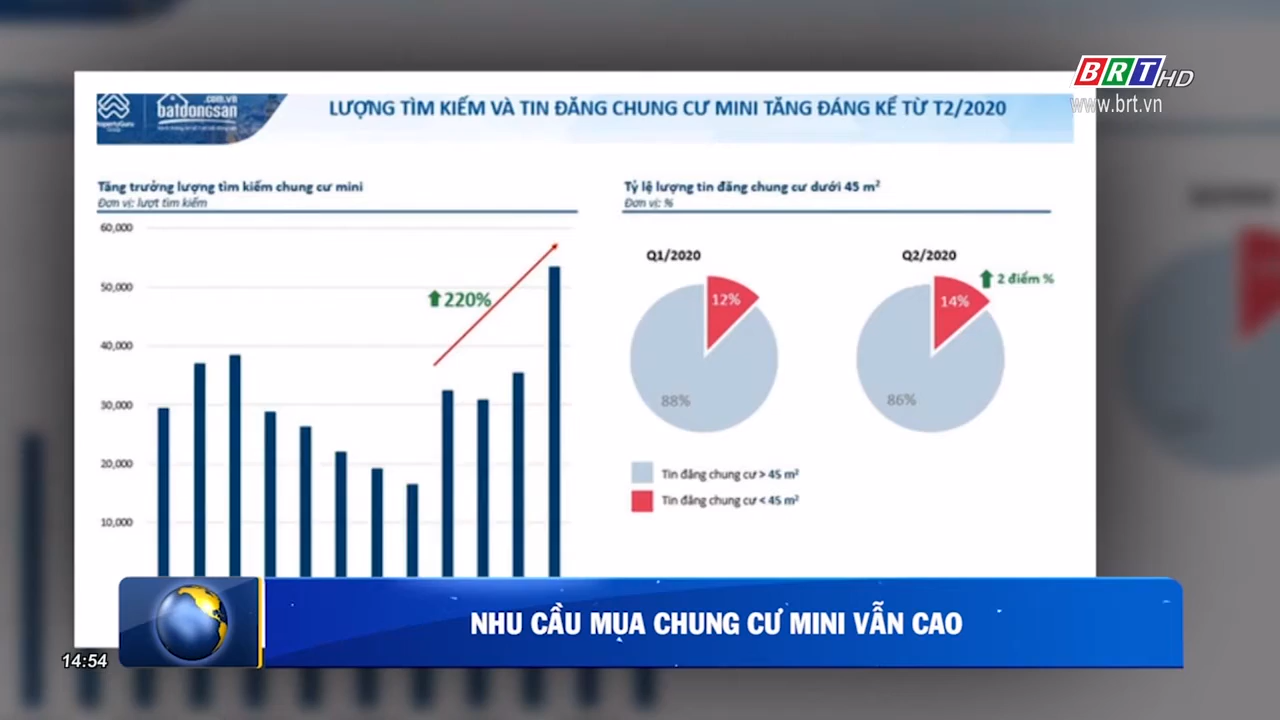 BRT HD
www.brt.vn
PropertyGuru
Group
.com.vn
batdongsan
LƯỢNG TÌM KIẾM VÀ TIN ĐĂNG CHUNG CƯ MINI TĂNG ĐÁNG KỂ TỪ T2/2020
Tăng trưởng lượng tìm kiếm chung cư mini
Đơn vị: lượt tìm kiếm
60,000
50,000
40,000
30,000
20,000
10,000
220%
Tỷ lệ lượng tin đăng chung cư dưới 45 m²
Đơn vị: %
Q1/2020
12%
88%
Q2/2020
2 điểm %
14%
86%
Tin đăng chung cư > 45 m²
Tin đăng chung cư < 45 m²
NHU CẦU MUA CHUNG CƯ MINI VẪN CAO
14:54